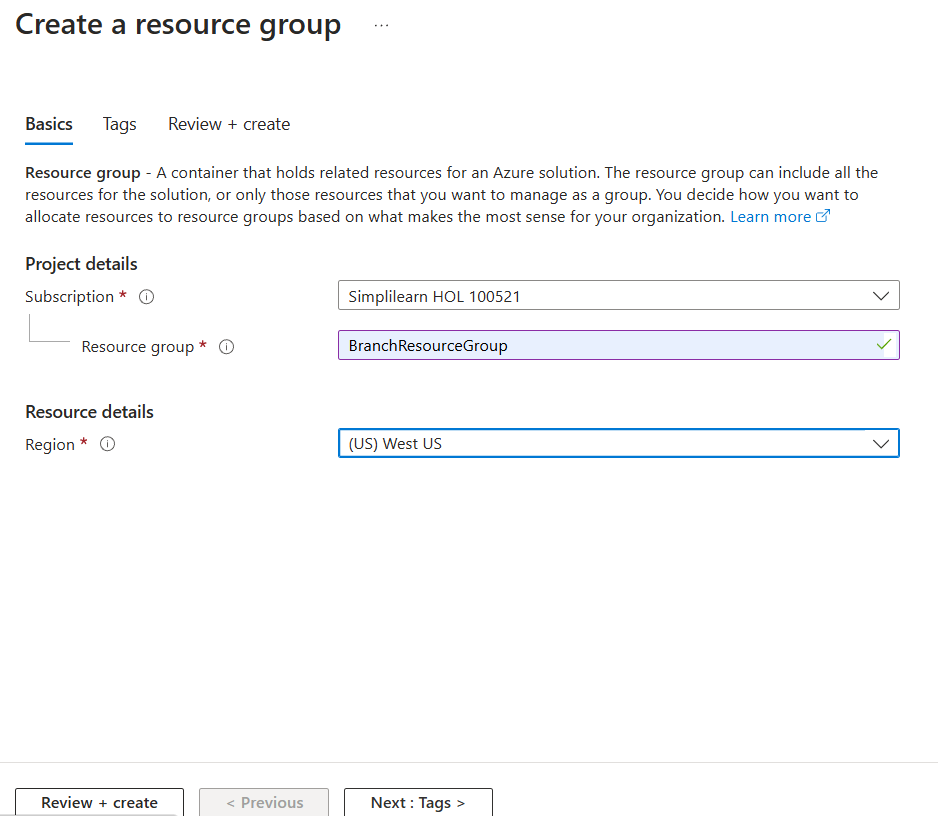 Create a resource group ...
Basics Tags Review + create
Resource group - A container that holds related resources for an Azure solution. The resource group can include all the
resources for the solution, or only those resources that you want to manage as a group. You decide how you want to
allocate resources to resource groups based on what makes the most sense for your organization. Learn more
Project details
Subscription * Simplilearn HOL 100521
Resource group * BranchResourceGroup
Resource details
Region * (US) West US
Review + create < Previous Next : Tags >